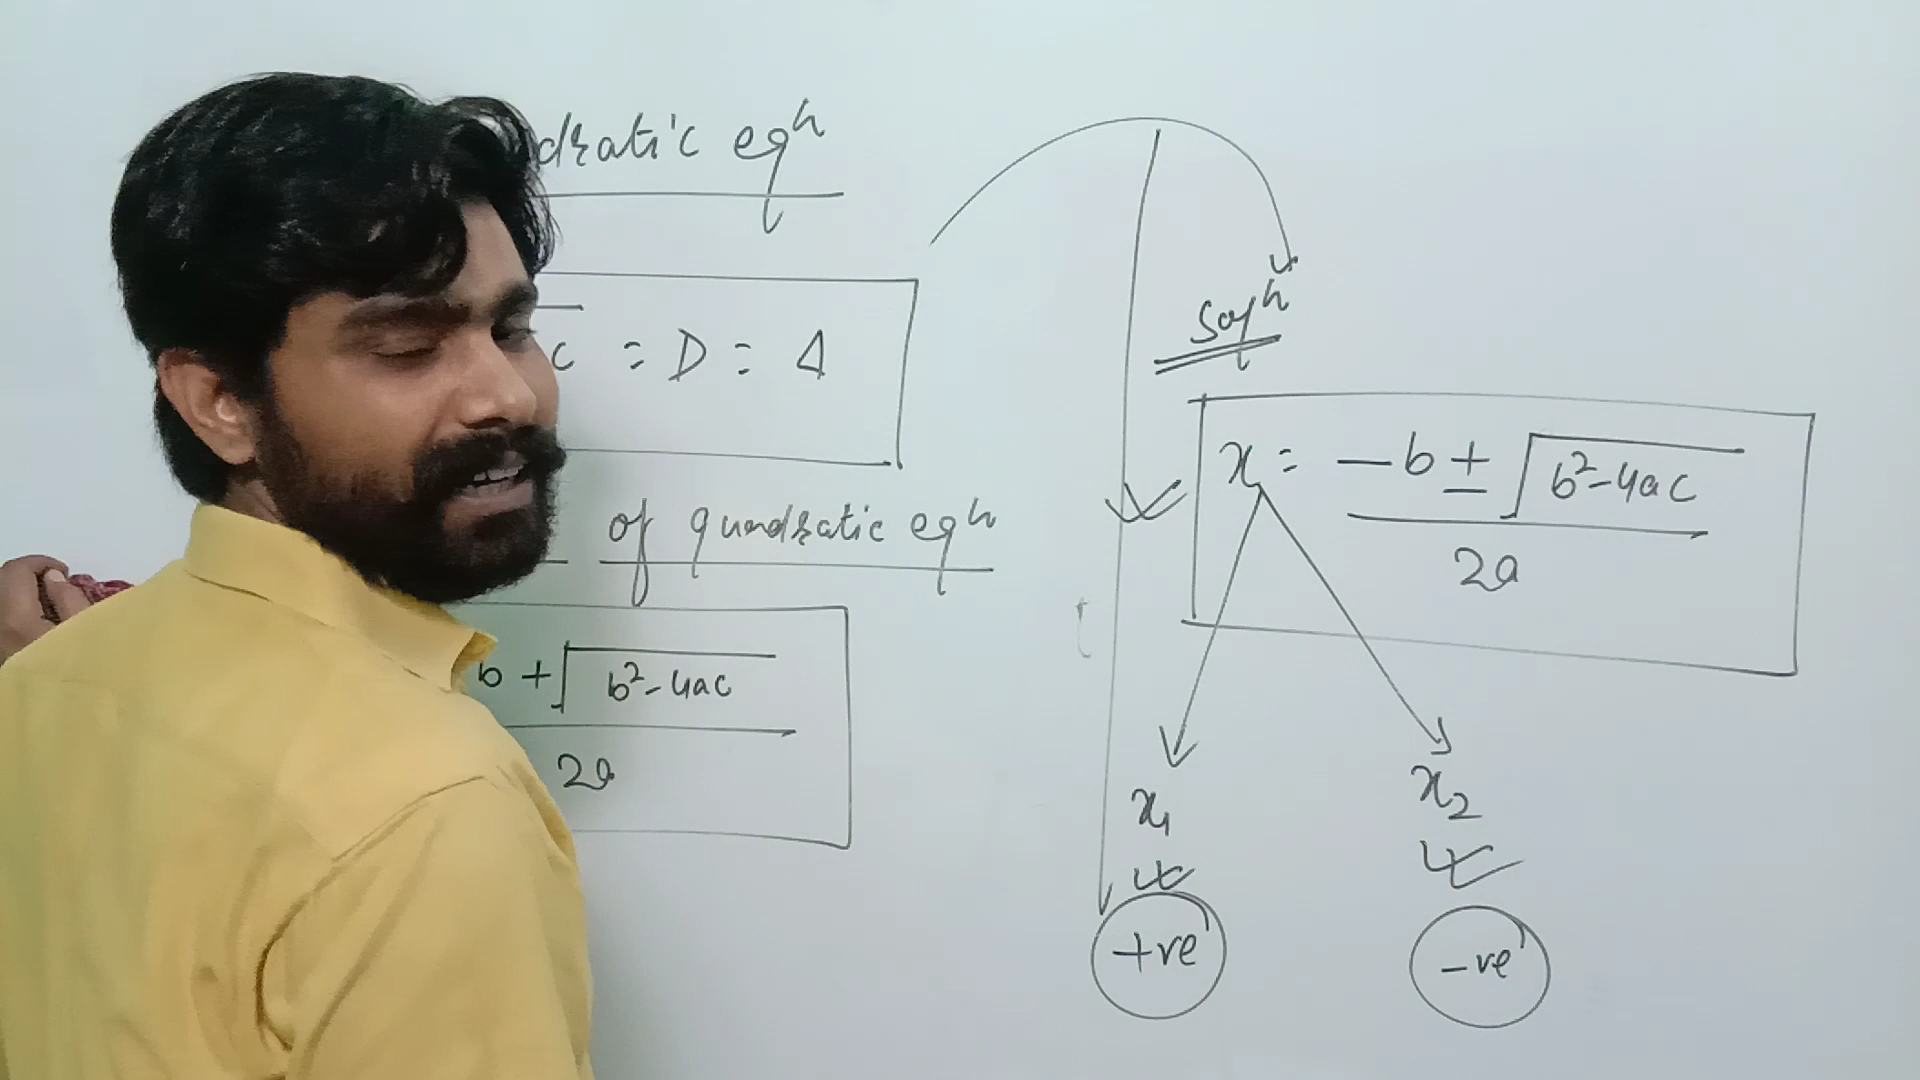 dratic eqn
c = D = Δ
of quadratic eqn
b + √b²-4ac
2a
Soln
x = -b ± √b²-4ac
2a
x₁ x₂
+ve -ve